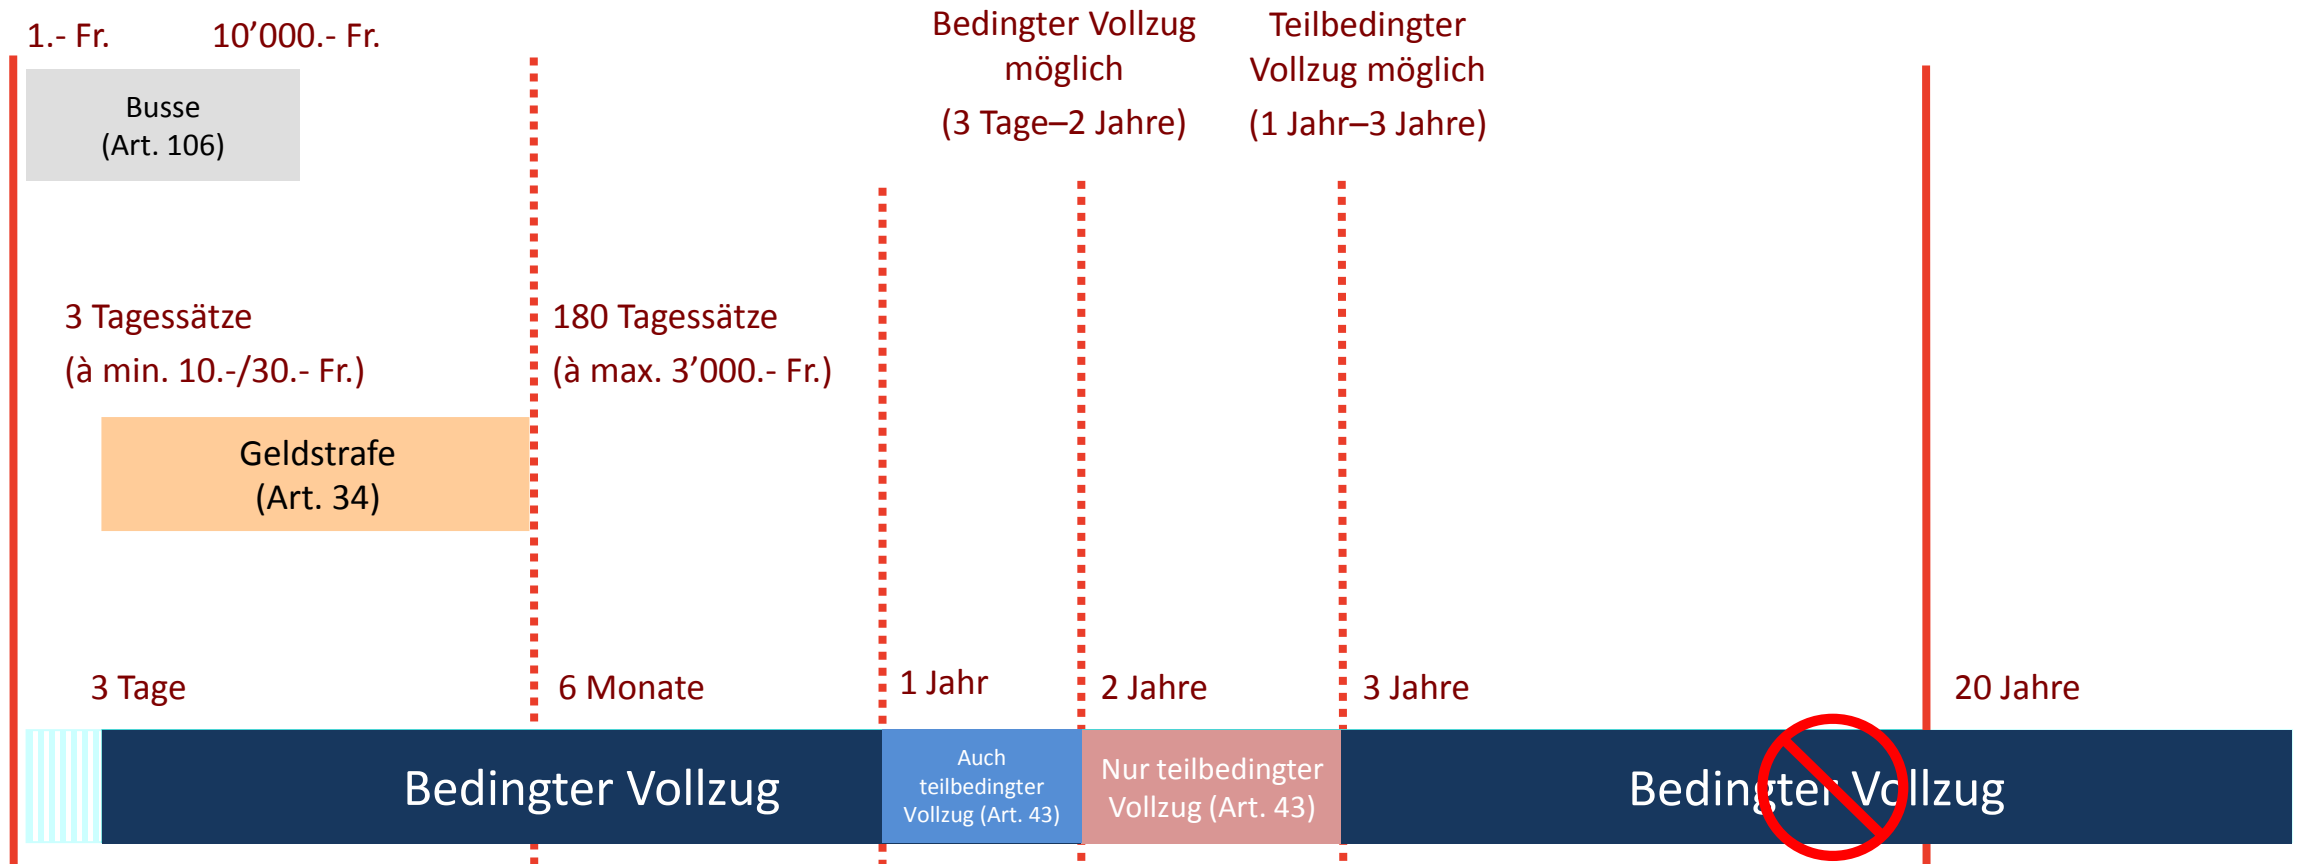 1.- Fr.
10’000.- Fr.
Busse
(Art. 106)
Bedingter Vollzug
möglich
(3 Tage–2 Jahre)
Teilbedingter
Vollzug möglich
(1 Jahr–3 Jahre)
3 Tagessätze
(à min. 10.-/30.- Fr.)
180 Tagessätze
(à max. 3’000.- Fr.)
Geldstrafe
(Art. 34)
3 Tage
6 Monate
1 Jahr
2 Jahre
3 Jahre
20 Jahre
Bedingter Vollzug
Auch
teilbedingter
Vollzug (Art. 43)
Nur teilbedingter
Vollzug (Art. 43)
Bedingter Vollzug